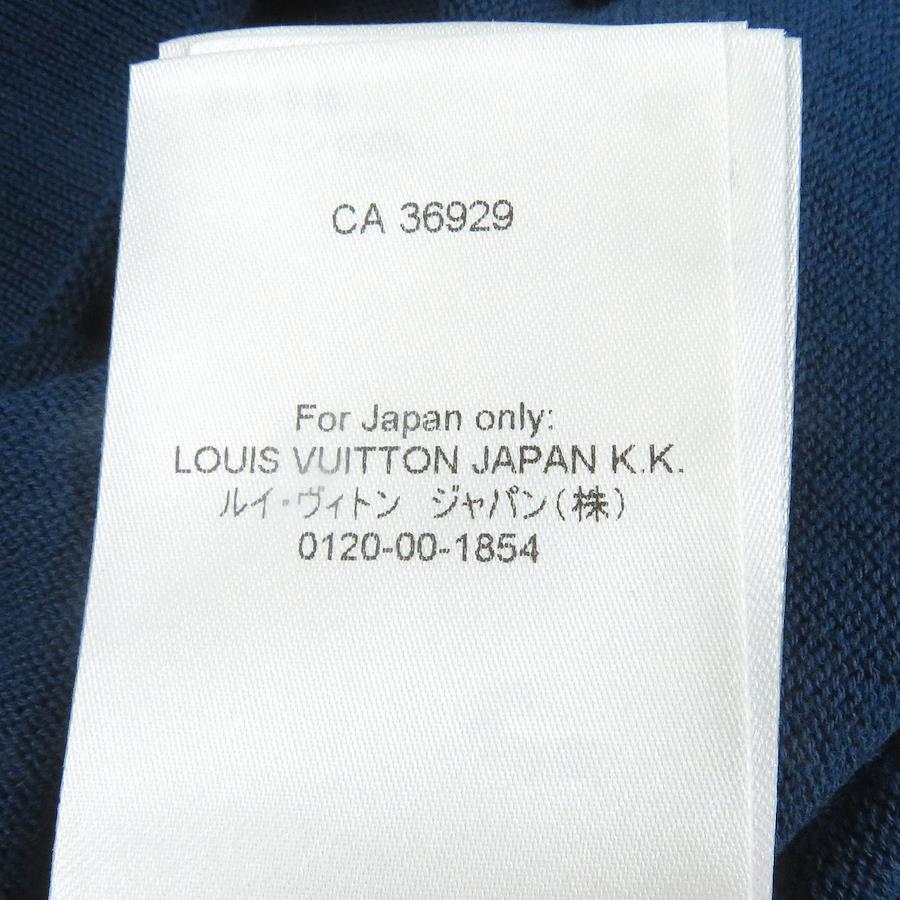 CA 36929
For Japan only:
LOUIS VUITTON JAPAN K.K.
ルイ・ヴィトン ジャパン(株)
0120-00-1854